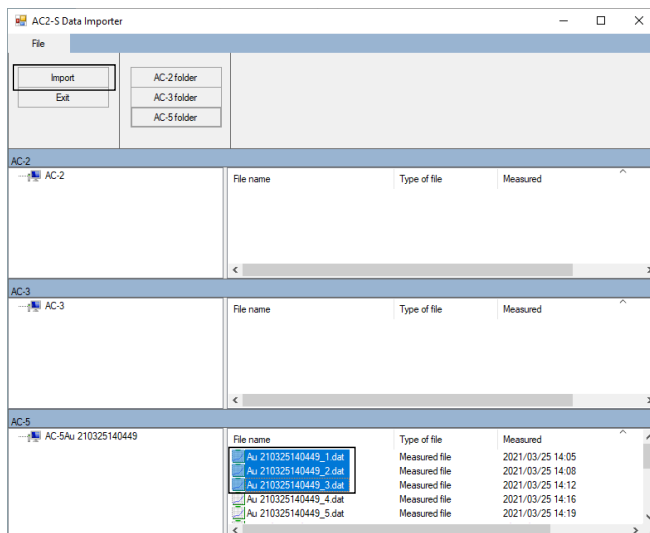 AC2-S Data Importer
File
Import
Exit
AC-2 folder
AC-3 folder
AC-5 folder
AC-2
AC-2
File name Type of file Measured
AC-3
AC-3
File name Type of file Measured
AC-5
AC-5Au 210325140449
File name Type of file Measured
Au 210325140449_1.dat Measured file 2021/03/25 14:05
Au 210325140449_2.dat Measured file 2021/03/25 14:08
Au 210325140449_3.dat Measured file 2021/03/25 14:12
Au 210325140449_4.dat Measured file 2021/03/25 14:16
Au 210325140449_5.dat Measured file 2021/03/25 14:19